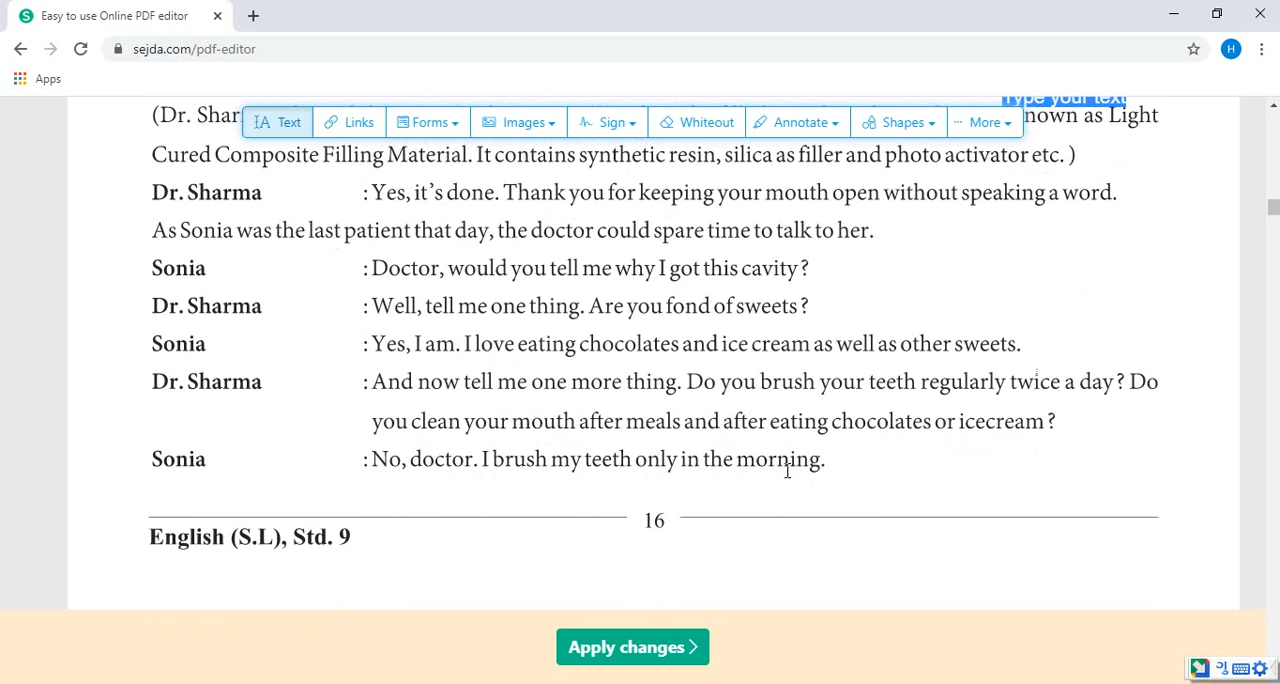 Easy to use Online PDF editor
sejda.com/pdf-editor
H
Apps
Type your text
(Dr. Shar
nown as Light
Text Links Forms Images Sign Whiteout Annotate Shapes More
Cured Composite Filling Material. It contains synthetic resin, silica as filler and photo activator etc. )
Dr. Sharma : Yes, it's done. Thank you for keeping your mouth open without speaking a word.
As Sonia was the last patient that day, the doctor could spare time to talk to her.
Sonia : Doctor, would you tell me why I got this cavity ?
Dr. Sharma : Well, tell me one thing. Are you fond of sweets ?
Sonia : Yes, I am. I love eating chocolates and ice cream as well as other sweets.
Dr. Sharma : And now tell me one more thing. Do you brush your teeth regularly twice a day ? Do
you clean your mouth after meals and after eating chocolates or icecream ?
Sonia : No, doctor. I brush my teeth only in the morning.
16
English (S.L), Std. 9
Apply changes